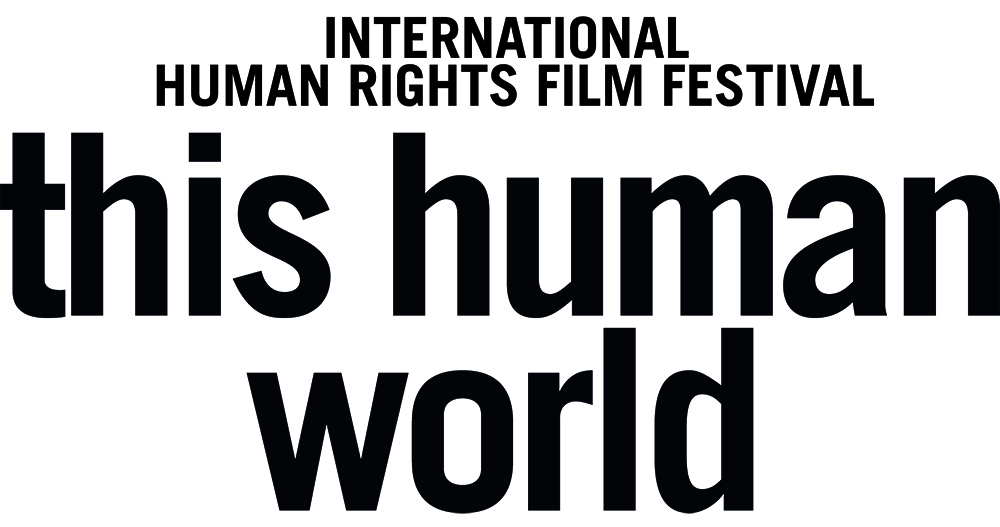 INTERNATIONAL
HUMAN RIGHTS FILM FESTIVAL
this human
world